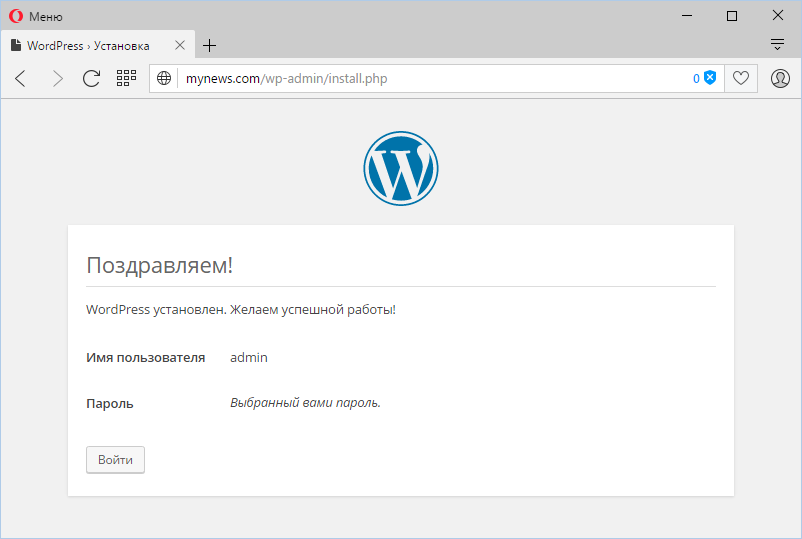 Меню
WordPress › Установка
mynews.com/wp-admin/install.php
0
Поздравляем!
WordPress установлен. Желаем успешной работы!
Имя пользователя admin
Пароль Выбранный вами пароль.
Войти